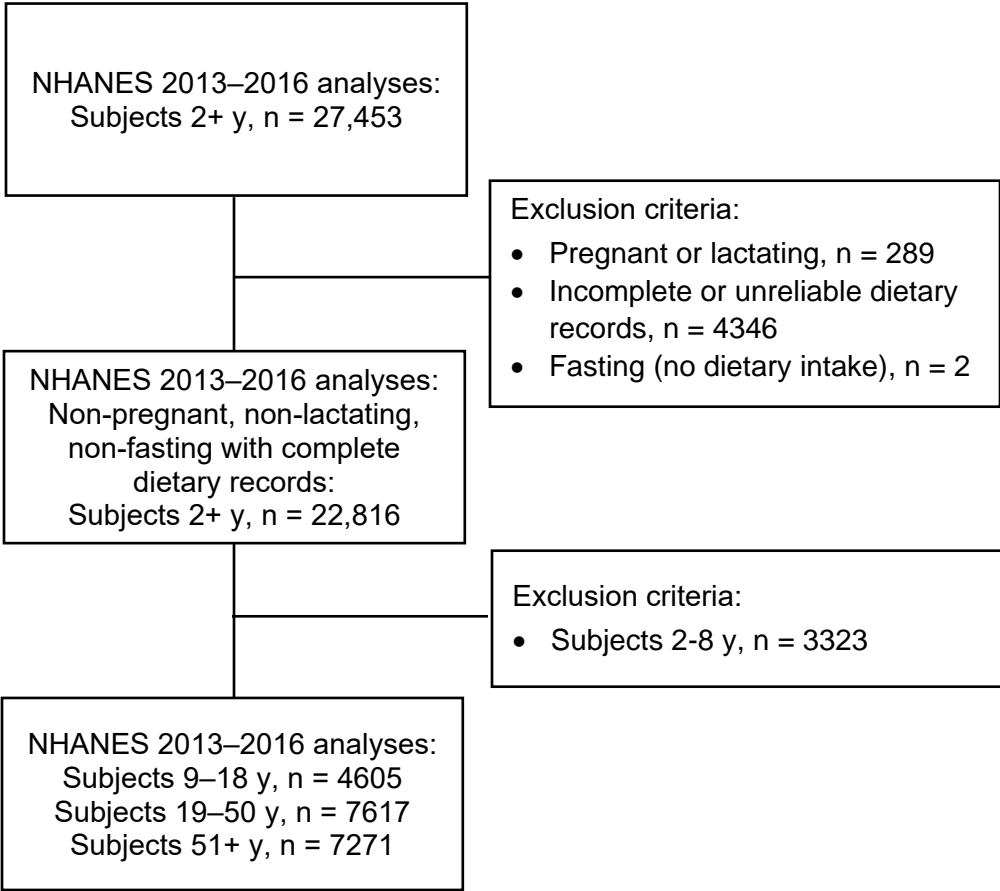 NHANES 2013–2016 analyses:
Subjects 2+ y, n = 27,453
Exclusion criteria:
• Pregnant or lactating, n = 289
• Incomplete or unreliable dietary
records, n = 4346
• Fasting (no dietary intake), n = 2
NHANES 2013–2016 analyses:
Non-pregnant, non-lactating,
non-fasting with complete
dietary records:
Subjects 2+ y, n = 22,816
Exclusion criteria:
• Subjects 2-8 y, n = 3323
NHANES 2013–2016 analyses:
Subjects 9–18 y, n = 4605
Subjects 19–50 y, n = 7617
Subjects 51+ y, n = 7271